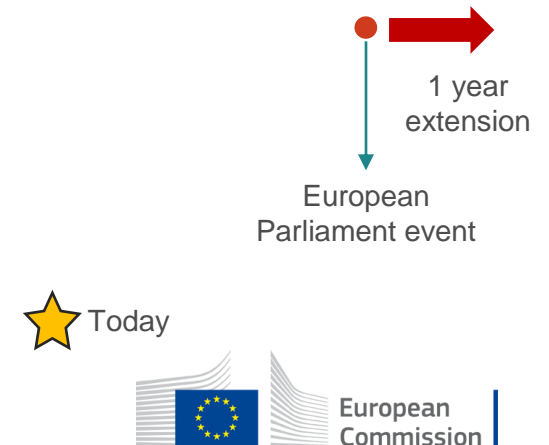 1 year
extension
European
Parliament event
Today
European
Commission